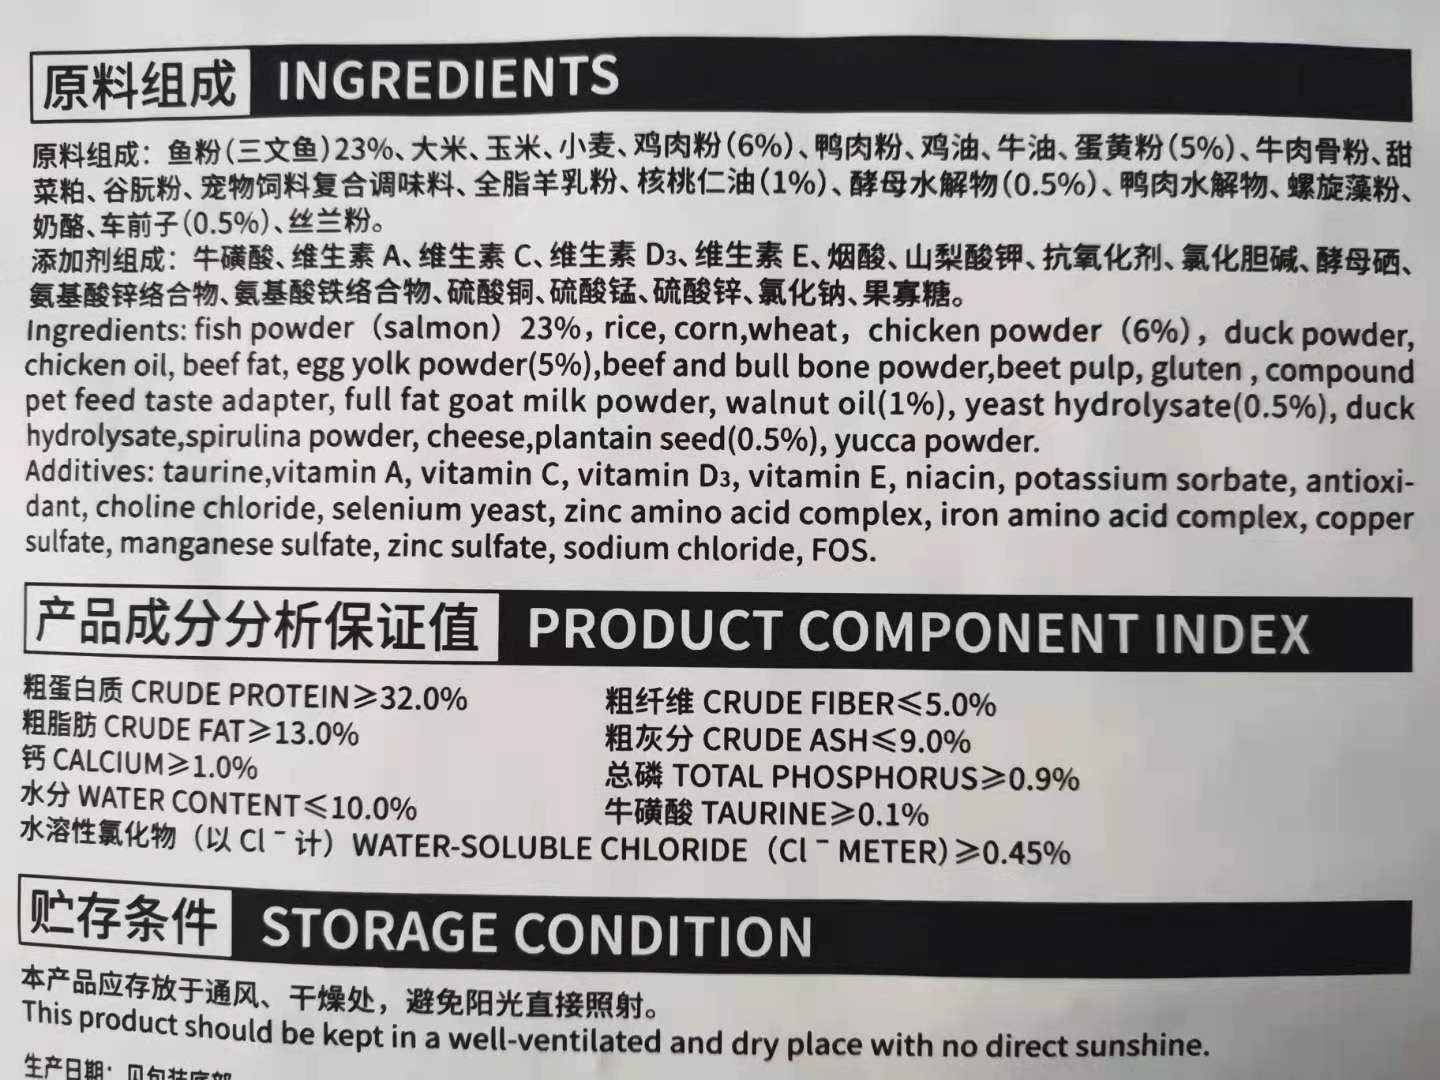 原料组成 INGREDIENTS
原料组成：鱼粉（三文鱼）23%、大米、玉米、小麦、鸡肉粉（6%）、鸭肉粉、鸡油、牛油、蛋黄粉（5%）、牛肉骨粉、甜
菜粕、谷朊粉、宠物饲料复合调味料、全脂羊乳粉、核桃仁油（1%）、酵母水解物（0.5%）、鸭肉水解物、螺旋藻粉、
奶酪、车前子（0.5%）、丝兰粉。
添加剂组成：牛磺酸、维生素 A、维生素 C、维生素 D3、维生素 E、烟酸、山梨酸钾、抗氧化剂、氯化胆碱、酵母硒、
氨基酸锌络合物、氨基酸铁络合物、硫酸铜、硫酸锰、硫酸锌、氯化钠、果寡糖。
Ingredients: fish powder（salmon）23%, rice, corn,wheat, chicken powder（6%）, duck powder,
chicken oil, beef fat, egg yolk powder(5%),beef and bull bone powder,beet pulp, gluten , compound
pet feed taste adapter, full fat goat milk powder, walnut oil(1%), yeast hydrolysate(0.5%), duck
hydrolysate,spirulina powder, cheese,plantain seed(0.5%), yucca powder.
Additives: taurine,vitamin A, vitamin C, vitamin D3, vitamin E, niacin, potassium sorbate, antioxi-
dant, choline chloride, selenium yeast, zinc amino acid complex, iron amino acid complex, copper
sulfate, manganese sulfate, zinc sulfate, sodium chloride, FOS.
产品成分分析保证值 PRODUCT COMPONENT INDEX
粗蛋白质 CRUDE PROTEIN≥32.0% 粗纤维 CRUDE FIBER≤5.0%
粗脂肪 CRUDE FAT≥13.0% 粗灰分 CRUDE ASH≤9.0%
钙 CALCIUM≥1.0% 总磷 TOTAL PHOSPHORUS≥0.9%
水分 WATER CONTENT≤10.0% 牛磺酸 TAURINE≥0.1%
水溶性氯化物（以 Cl⁻ 计）WATER-SOLUBLE CHLORIDE（Cl⁻ METER）≥0.45%
贮存条件 STORAGE CONDITION
本产品应存放于通风、干燥处，避免阳光直接照射。
This product should be kept in a well-ventilated and dry place with no direct sunshine.
生产日期：见包装底部